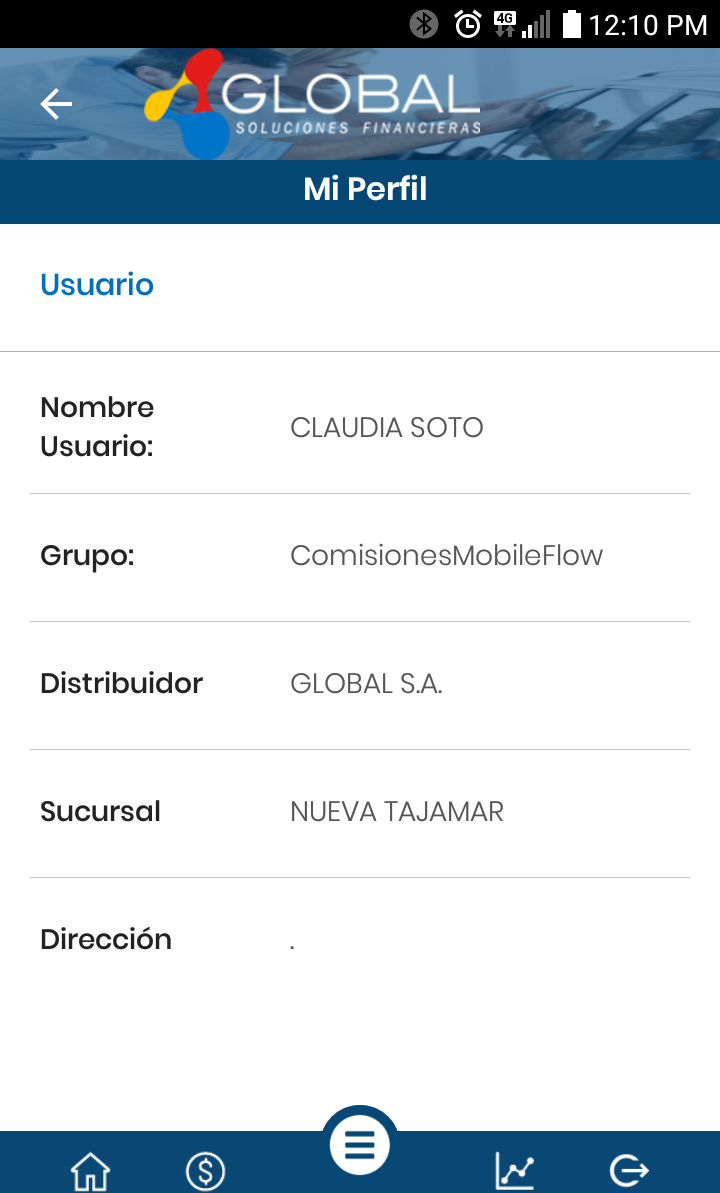 4G
12:10 PM
GLOBAL
SOLUCIONES FINANCIERAS
Mi Perfil
Usuario
Nombre
Usuario:
CLAUDIA SOTO
Grupo:
ComisionesMobileFlow
Distribuidor
GLOBAL S.A.
Sucursal
NUEVA TAJAMAR
Dirección
.